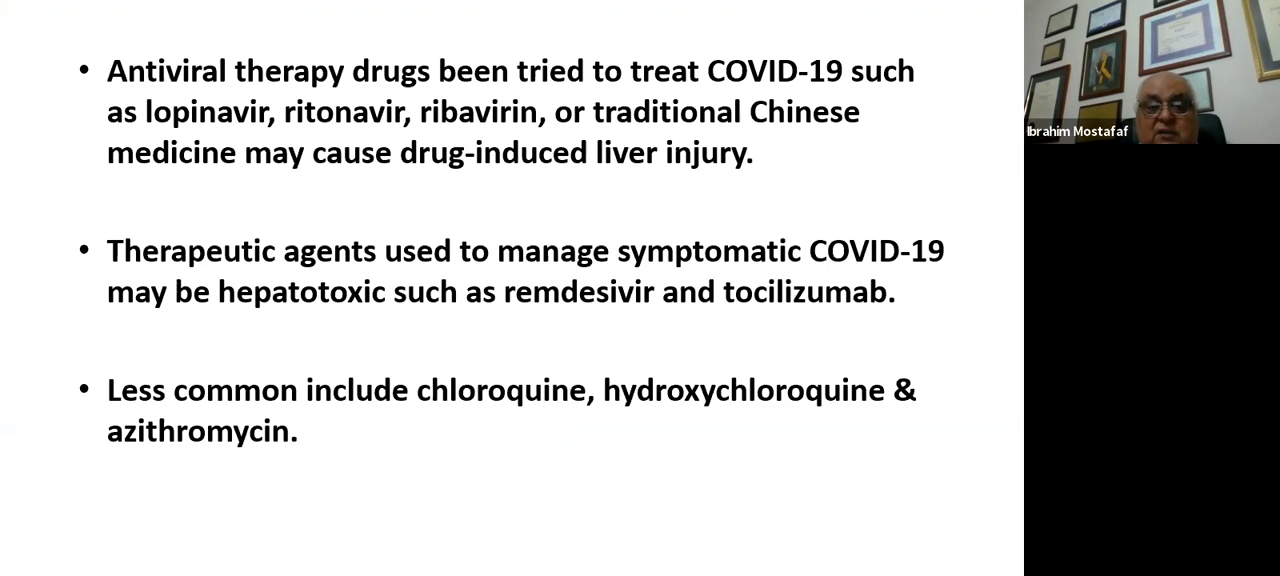 • Antiviral therapy drugs been tried to treat COVID-19 such
as lopinavir, ritonavir, ribavirin, or traditional Chinese
medicine may cause drug-induced liver injury.
• Therapeutic agents used to manage symptomatic COVID-19
may be hepatotoxic such as remdesivir and tocilizumab.
• Less common include chloroquine, hydroxychloroquine &
azithromycin.
Ibrahim Mostafaf